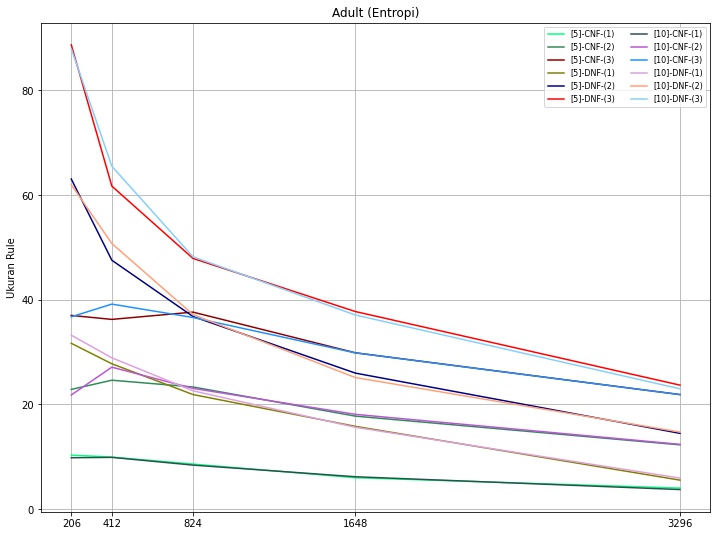 Adult (Entropi)
[5]-CNF-(1) [10]-CNF-(1)
[5]-CNF-(2) [10]-CNF-(2)
[5]-CNF-(3) [10]-CNF-(3)
[5]-DNF-(1) [10]-DNF-(1)
[5]-DNF-(2) [10]-DNF-(2)
[5]-DNF-(3) [10]-DNF-(3)
Ukuran Rule
80
60
40
20
0
206 412 824 1648 3296